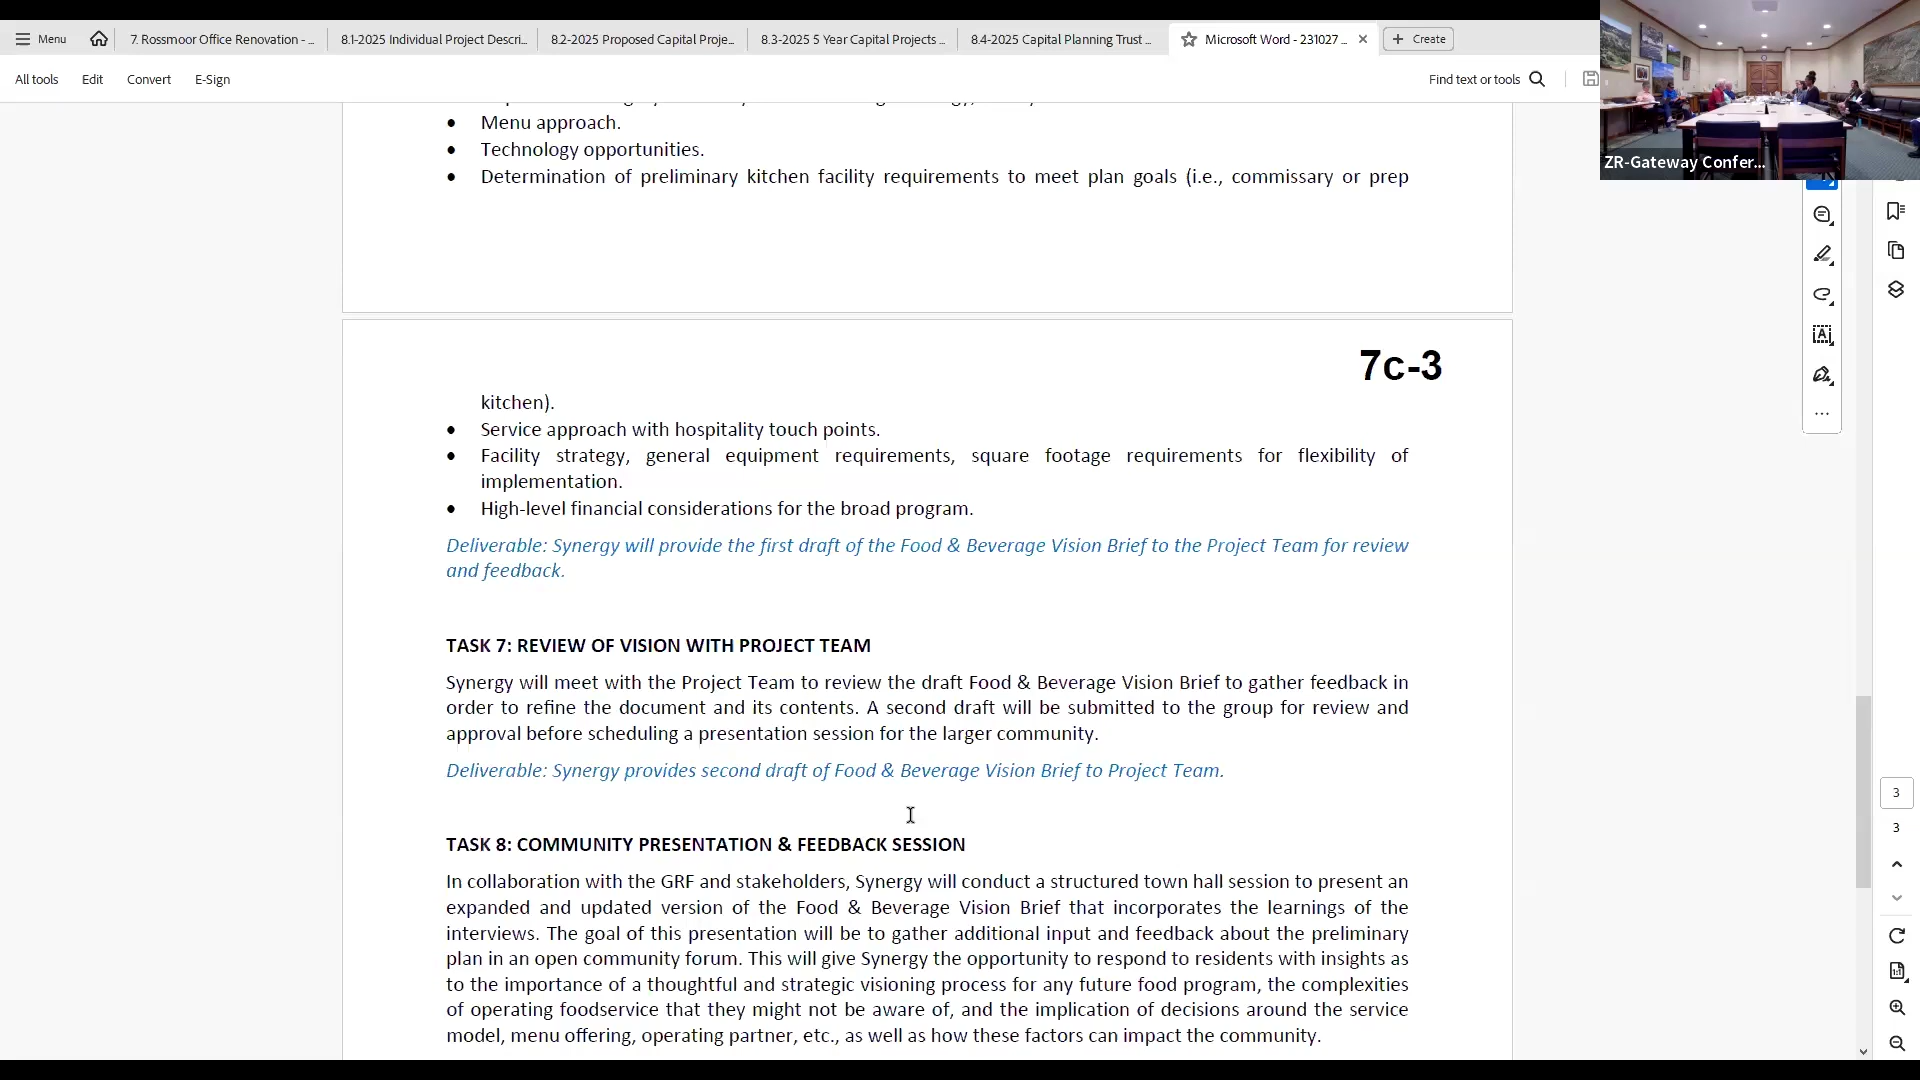 Menu
7. Rossmoor Office Renovation - ...
8.1-2025 Individual Project Descri...
8.2-2025 Proposed Capital Proje...
8.3-2025 5 Year Capital Projects ...
8.4-2025 Capital Planning Trust ...
Microsoft Word - 231027 ...
Create
All tools
Edit
Convert
E-Sign
Find text or tools
ZR-Gateway Confer...
Menu approach.
Technology opportunities.
Determination of preliminary kitchen facility requirements to meet plan goals (i.e., commissary or prep
7c-3
kitchen).
Service approach with hospitality touch points.
Facility strategy, general equipment requirements, square footage requirements for flexibility of
implementation.
High-level financial considerations for the broad program.
Deliverable: Synergy will provide the first draft of the Food & Beverage Vision Brief to the Project Team for review
and feedback.
TASK 7: REVIEW OF VISION WITH PROJECT TEAM
Synergy will meet with the Project Team to review the draft Food & Beverage Vision Brief to gather feedback in
order to refine the document and its contents. A second draft will be submitted to the group for review and
approval before scheduling a presentation session for the larger community.
Deliverable: Synergy provides second draft of Food & Beverage Vision Brief to Project Team.
TASK 8: COMMUNITY PRESENTATION & FEEDBACK SESSION
In collaboration with the GRF and stakeholders, Synergy will conduct a structured town hall session to present an
expanded and updated version of the Food & Beverage Vision Brief that incorporates the learnings of the
interviews. The goal of this presentation will be to gather additional input and feedback about the preliminary
plan in an open community forum. This will give Synergy the opportunity to respond to residents with insights as
to the importance of a thoughtful and strategic visioning process for any future food program, the complexities
of operating foodservice that they might not be aware of, and the implication of decisions around the service
model, menu offering, operating partner, etc., as well as how these factors can impact the community.
3
3